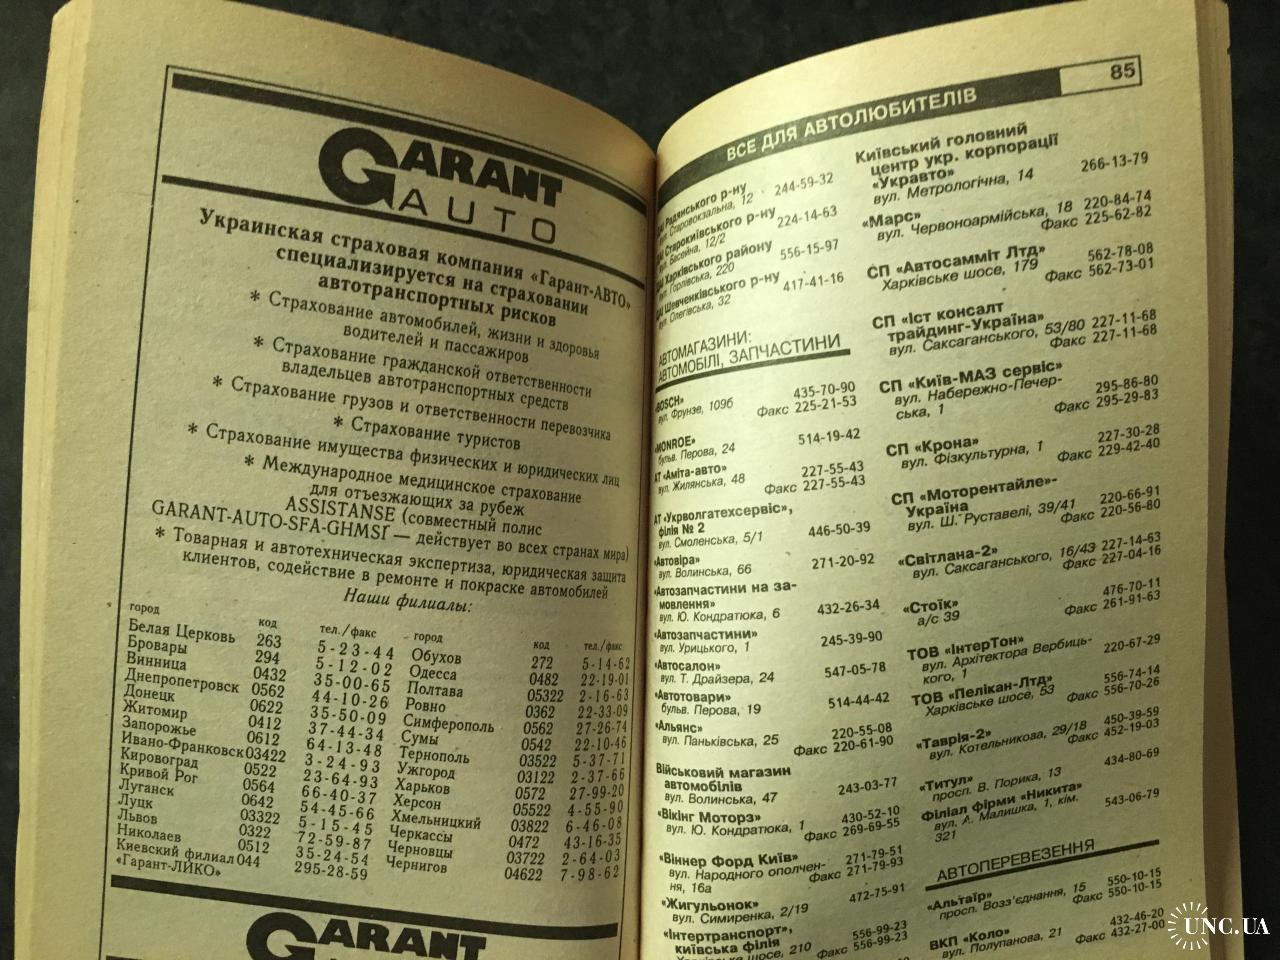 GARANT
AUTO
Украинская страховая компания «Гарант-АВТО»
специализируется на страховании
автотранспортных рисков
* Страхование автомобилей, жизни и здоровья
водителей и пассажиров
* Страхование гражданской ответственности
владельцев автотранспортных средств
* Страхование грузов и ответственности перевозчика
* Страхование туристов
* Страхование имущества физических и юридических лиц
* Международное медицинское страхование
для отъезжающих за рубеж
ASSISTANSE (совместный полис
GARANT-AUTO-SFA-GHMSI — действует во всех странах мира)
* Товарная и автотехническая экспертиза, юридическая защита
клиентов, содействие в ремонте и покраске автомобилей
Наши филиалы:
город код тел./факс
Белая Церковь 263 5-23-44
Бровары 294 5-12-02
Винница 0432 35-00-65
Днепропетровск 0562 44-10-26
Донецк 0622 35-50-09
Житомир 0412 37-44-34
Запорожье 0612 64-13-48
Ивано-Франковск 03422 3-24-93
Кировоград 0522 23-64-93
Кривой Рог 0564 66-40-37
Луганск 0642 54-45-66
Луцк 03322 5-15-45
Львов 0322 72-59-87
Николаев 0512 35-24-54
Киевский филиал 044 295-28-59
«Гарант-ЛИКО»
город код тел./факс
Обухов 272 5-14-62
Одесса 0482 22-19-01
Полтава 05322 2-16-63
Ровно 0362 22-33-09
Симферополь 0562 27-26-74
Сумы 0542 22-10-46
Тернополь 03522 5-37-71
Ужгород 03122 2-37-66
Харьков 0572 27-99-20
Херсон 05522 4-55-90
Хмельницкий 03822 6-46-08
Черкассы 0472 43-16-35
Черновцы 03722 2-64-03
Чернигов 04622 7-98-62
GARANT
85
ВСЕ ДЛЯ АВТОЛЮБИТЕЛІВ
Радянського р-ну
вул. Старовокзальна, 12 244-59-32
Старокиївського р-ну
вул. Басейна, 12/2 224-14-63
ДАІ Харківського району
вул. Горлівська, 220 556-15-97
ДАІ Шевченківського р-ну
вул. Олегівська, 32 417-41-16
АВТОМАГАЗИНИ:
АВТОМОБІЛІ, ЗАПЧАСТИНИ
«BOSCH» 435-70-90
вул. Фрунзе, 109б Факс 225-21-53
«MONROE»
бульв. Перова, 24 514-19-42
АТ «Аміта-авто» 227-55-43
вул. Жилянська, 48 Факс 227-55-43
АТ «Укрволгатехсервіс»,
філія № 2
вул. Смоленська, 5/1 446-50-39
«Автовіра»
вул. Волинська, 66 271-20-92
«Автозапчастини на за-
мовлення»
вул. Ю. Кондратюка, 6 432-26-34
«Автозапчастини»
вул. Урицького, 1 245-39-90
«Автосалон»
вул. Т. Драйзера, 24 547-05-78
«Автотовари»
бульв. Перова, 19 514-44-42
«Альянс» 220-55-08
вул. Паньківська, 25 Факс 220-61-90
Військовий магазин
автомобілів
вул. Волинська, 47 243-03-77
«Вікінг Моторз» 430-52-10
вул. Ю. Кондратюка, 1 Факс 269-69-55
«Віннер Форд Київ» 271-79-51
вул. Народного ополчен- Факс 271-79-93
ня, 16а
«Жигульонок»
вул. Симиренка, 2/19 472-75-91
«Інтертранспорт», 556-99-23
київська філія Факс 556-99-23
Харківське шосе, 210
Київський головний
центр укр. корпорації
«Укравто» 266-13-79
вул. Метрологічна, 14
«Марс» 220-84-74
вул. Червоноармійська, 18 Факс 225-62-82
СП «Автосамміт Лтд» 562-78-08
Харківське шосе, 179 Факс 562-73-01
СП «Іст консалт
трайдинг-Україна» 227-11-68
вул. Саксаганського, 53/80 Факс 227-11-68
СП «Київ-МАЗ сервіс»
вул. Набережно-Печер- 295-86-80
ська, 1 Факс 295-29-83
СП «Крона» 227-30-28
вул. Фізкультурна, 1 Факс 229-42-40
СП «Моторентайле»-
Україна 220-66-91
вул. Ш. Руставелі, 39/41 Факс 220-56-80
«Світлана-2» 227-14-63
вул. Саксаганського, 16/43 Факс 227-04-16
«Стоїк» 476-70-11
а/с 39 Факс 261-91-63
ТОВ «ІнтерТон»
вул. Архітектора Вербиць-
кого, 1 220-67-29
ТОВ «Пелікан-Лтд» 556-74-14
Харківське шосе, 53 Факс 556-70-26
«Таврія-2» 450-39-59
вул. Котельникова, 29/18 Факс 452-19-03
«Титул»
просп. В. Порика, 13 434-80-69
Філіал фірми «Никита»
вул. А. Малишка, 1, кім.
321 543-06-79
АВТОПЕРЕВЕЗЕННЯ
«Альтаїр» 550-10-15
просп. Возз'єднання, 15 Факс 550-10-15
ВКП «Коло» 432-46-20
вул. Полупанова, 21 Факс 432-27-00
UNC.UA